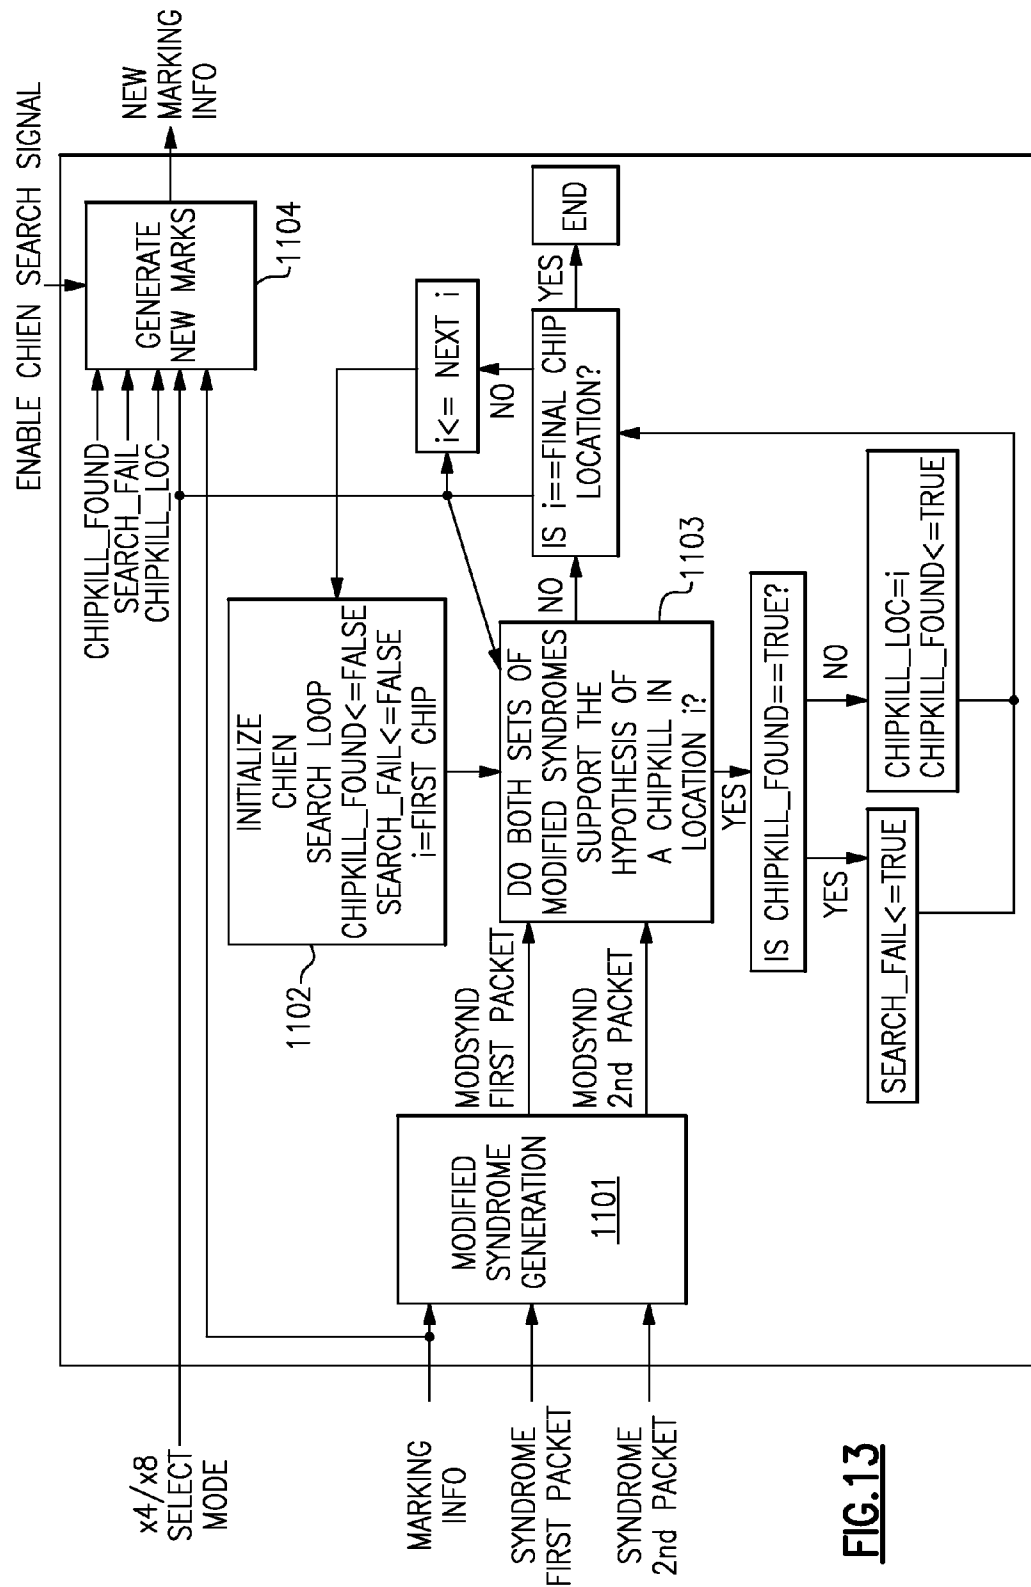 ENABLE CHIEN SEARCH SIGNAL
x4/x8
SELECT
MODE
MARKING
INFO
SYNDROME
FIRST PACKET
SYNDROME
2nd PACKET
CHIPKILL_FOUND
SEARCH_FAIL
CHIPKILL_LOC
GENERATE
NEW MARKS
1104
NEW
MARKING
INFO
INITIALIZE
CHIEN
SEARCH LOOP
CHIPKILL_FOUND<=FALSE
SEARCH_FAIL<=FALSE
i=FIRST CHIP
1102
i<= NEXT i
MODIFIED
SYNDROME
GENERATION
1101
MODSYND
FIRST PACKET
MODSYND
2nd PACKET
DO BOTH SETS OF
MODIFIED SYNDROMES
SUPPORT THE
HYPOTHESIS OF
A CHIPKILL IN
LOCATION i?
1103
NO
IS i==FINAL CHIP
LOCATION?
NO
YES
END
YES
IS CHIPKILL_FOUND==TRUE?
YES
NO
SEARCH_FAIL<=TRUE
CHIPKILL_LOC=i
CHIPKILL_FOUND<=TRUE
FIG.13